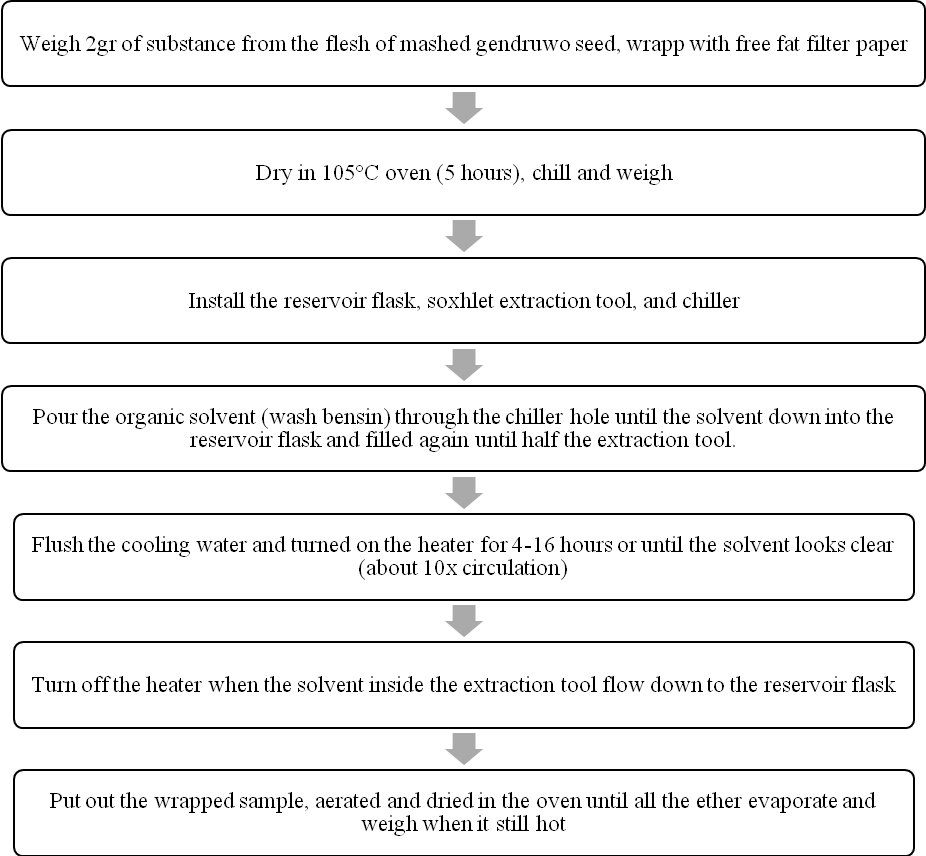 Weigh 2gr of substance from the flesh of mashed gendruwo seed, wrapp with free fat filter paper
Dry in 105°C oven (5 hours), chill and weigh
Install the reservoir flask, soxhlet extraction tool, and chiller
Pour the organic solvent (wash bensin) through the chiller hole until the solvent down into the
reservoir flask and filled again until half the extraction tool.
Flush the cooling water and turned on the heater for 4-16 hours or until the solvent looks clear
(about 10x circulation)
Turn off the heater when the solvent inside the extraction tool flow down to the reservoir flask
Put out the wrapped sample, aerated and dried in the oven until all the ether evaporate and
weigh when it still hot